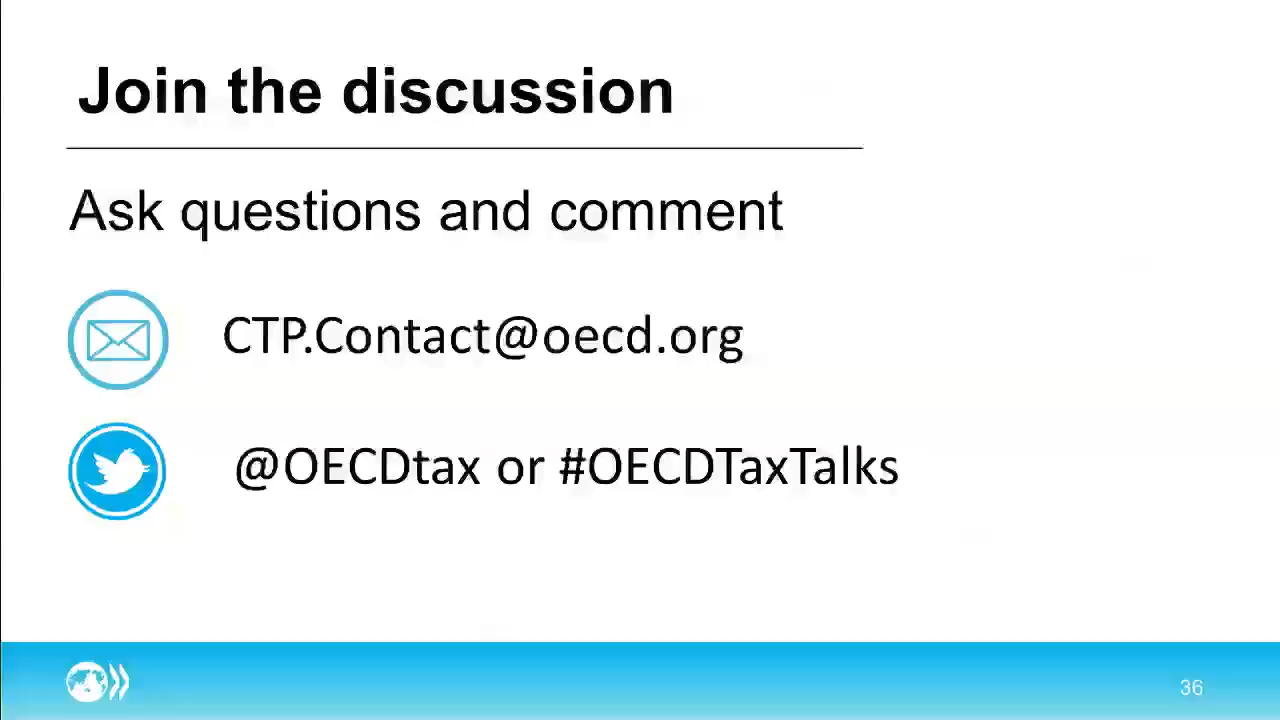 Join the discussion
Ask questions and comment
CTP.Contact@oecd.org
@OECDtax or #OECDTaxTalks
36